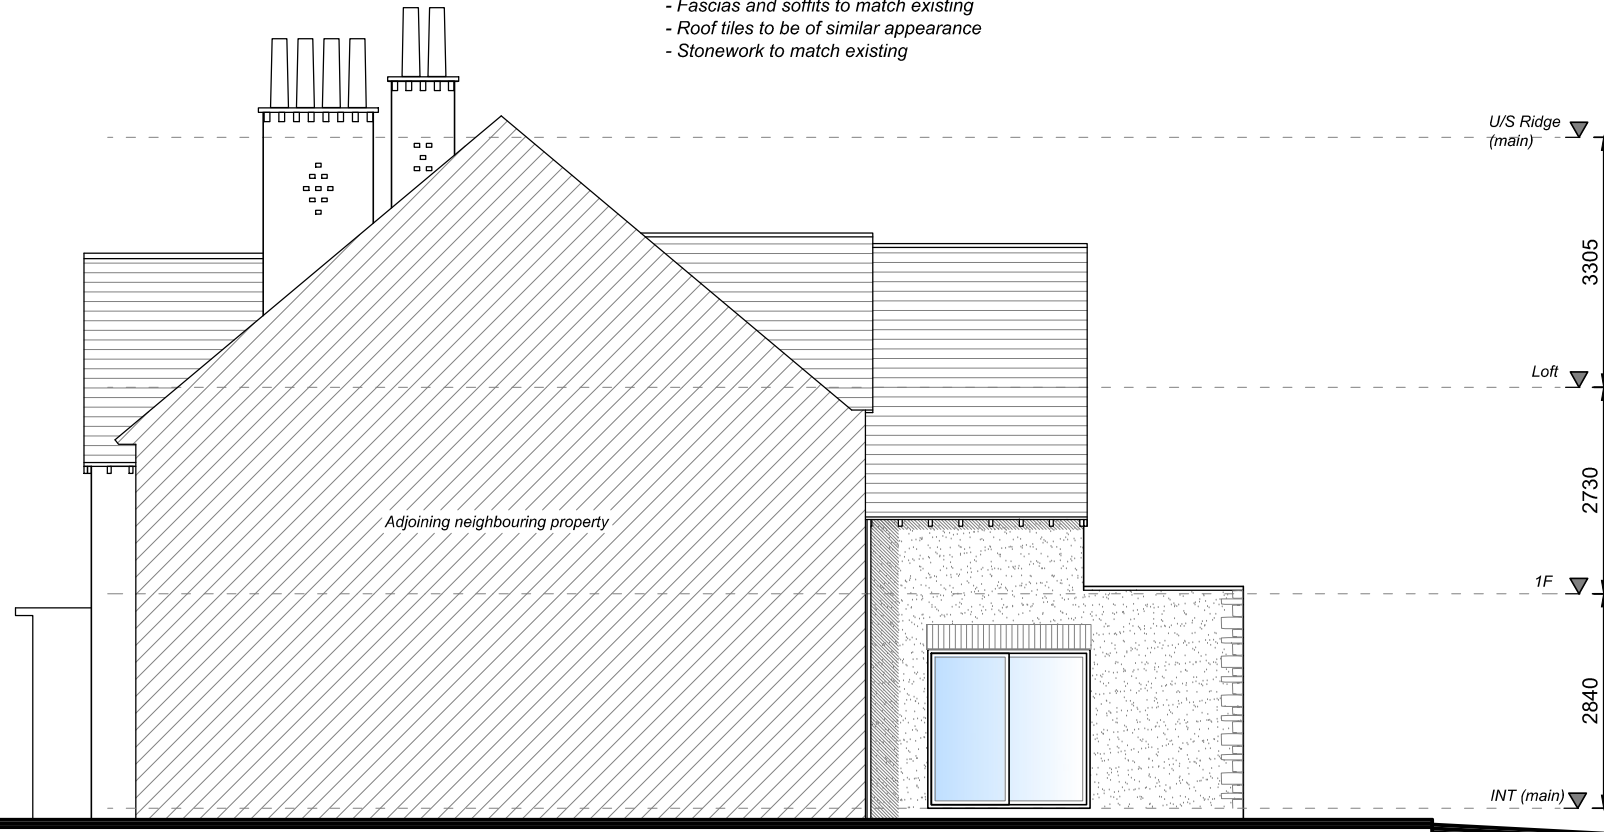 - Fascias and soffits to match existing
- Roof tiles to be of similar appearance
- Stonework to match existing
U/S Ridge
(main)
3305
Loft
2730
Adjoining neighbouring property
1F
2840
INT (main)